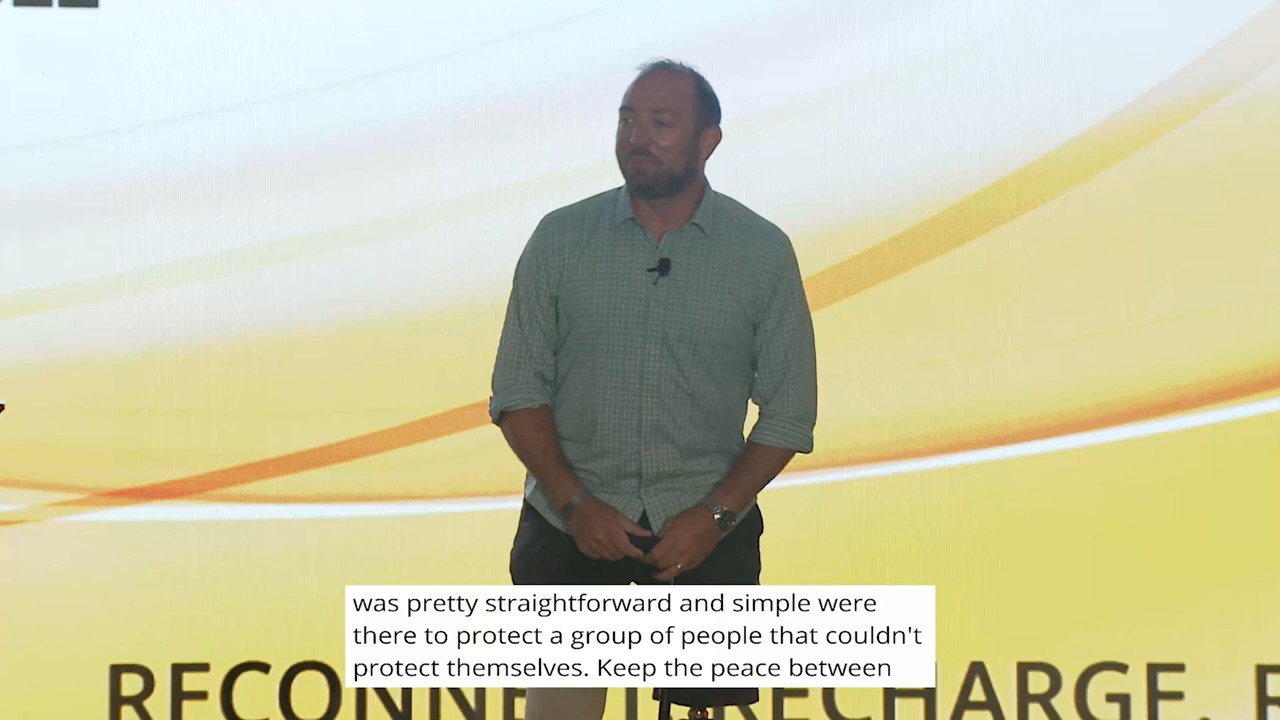 was pretty straightforward and simple were
there to protect a group of people that couldn't
protect themselves. Keep the peace between
RECHARGE.